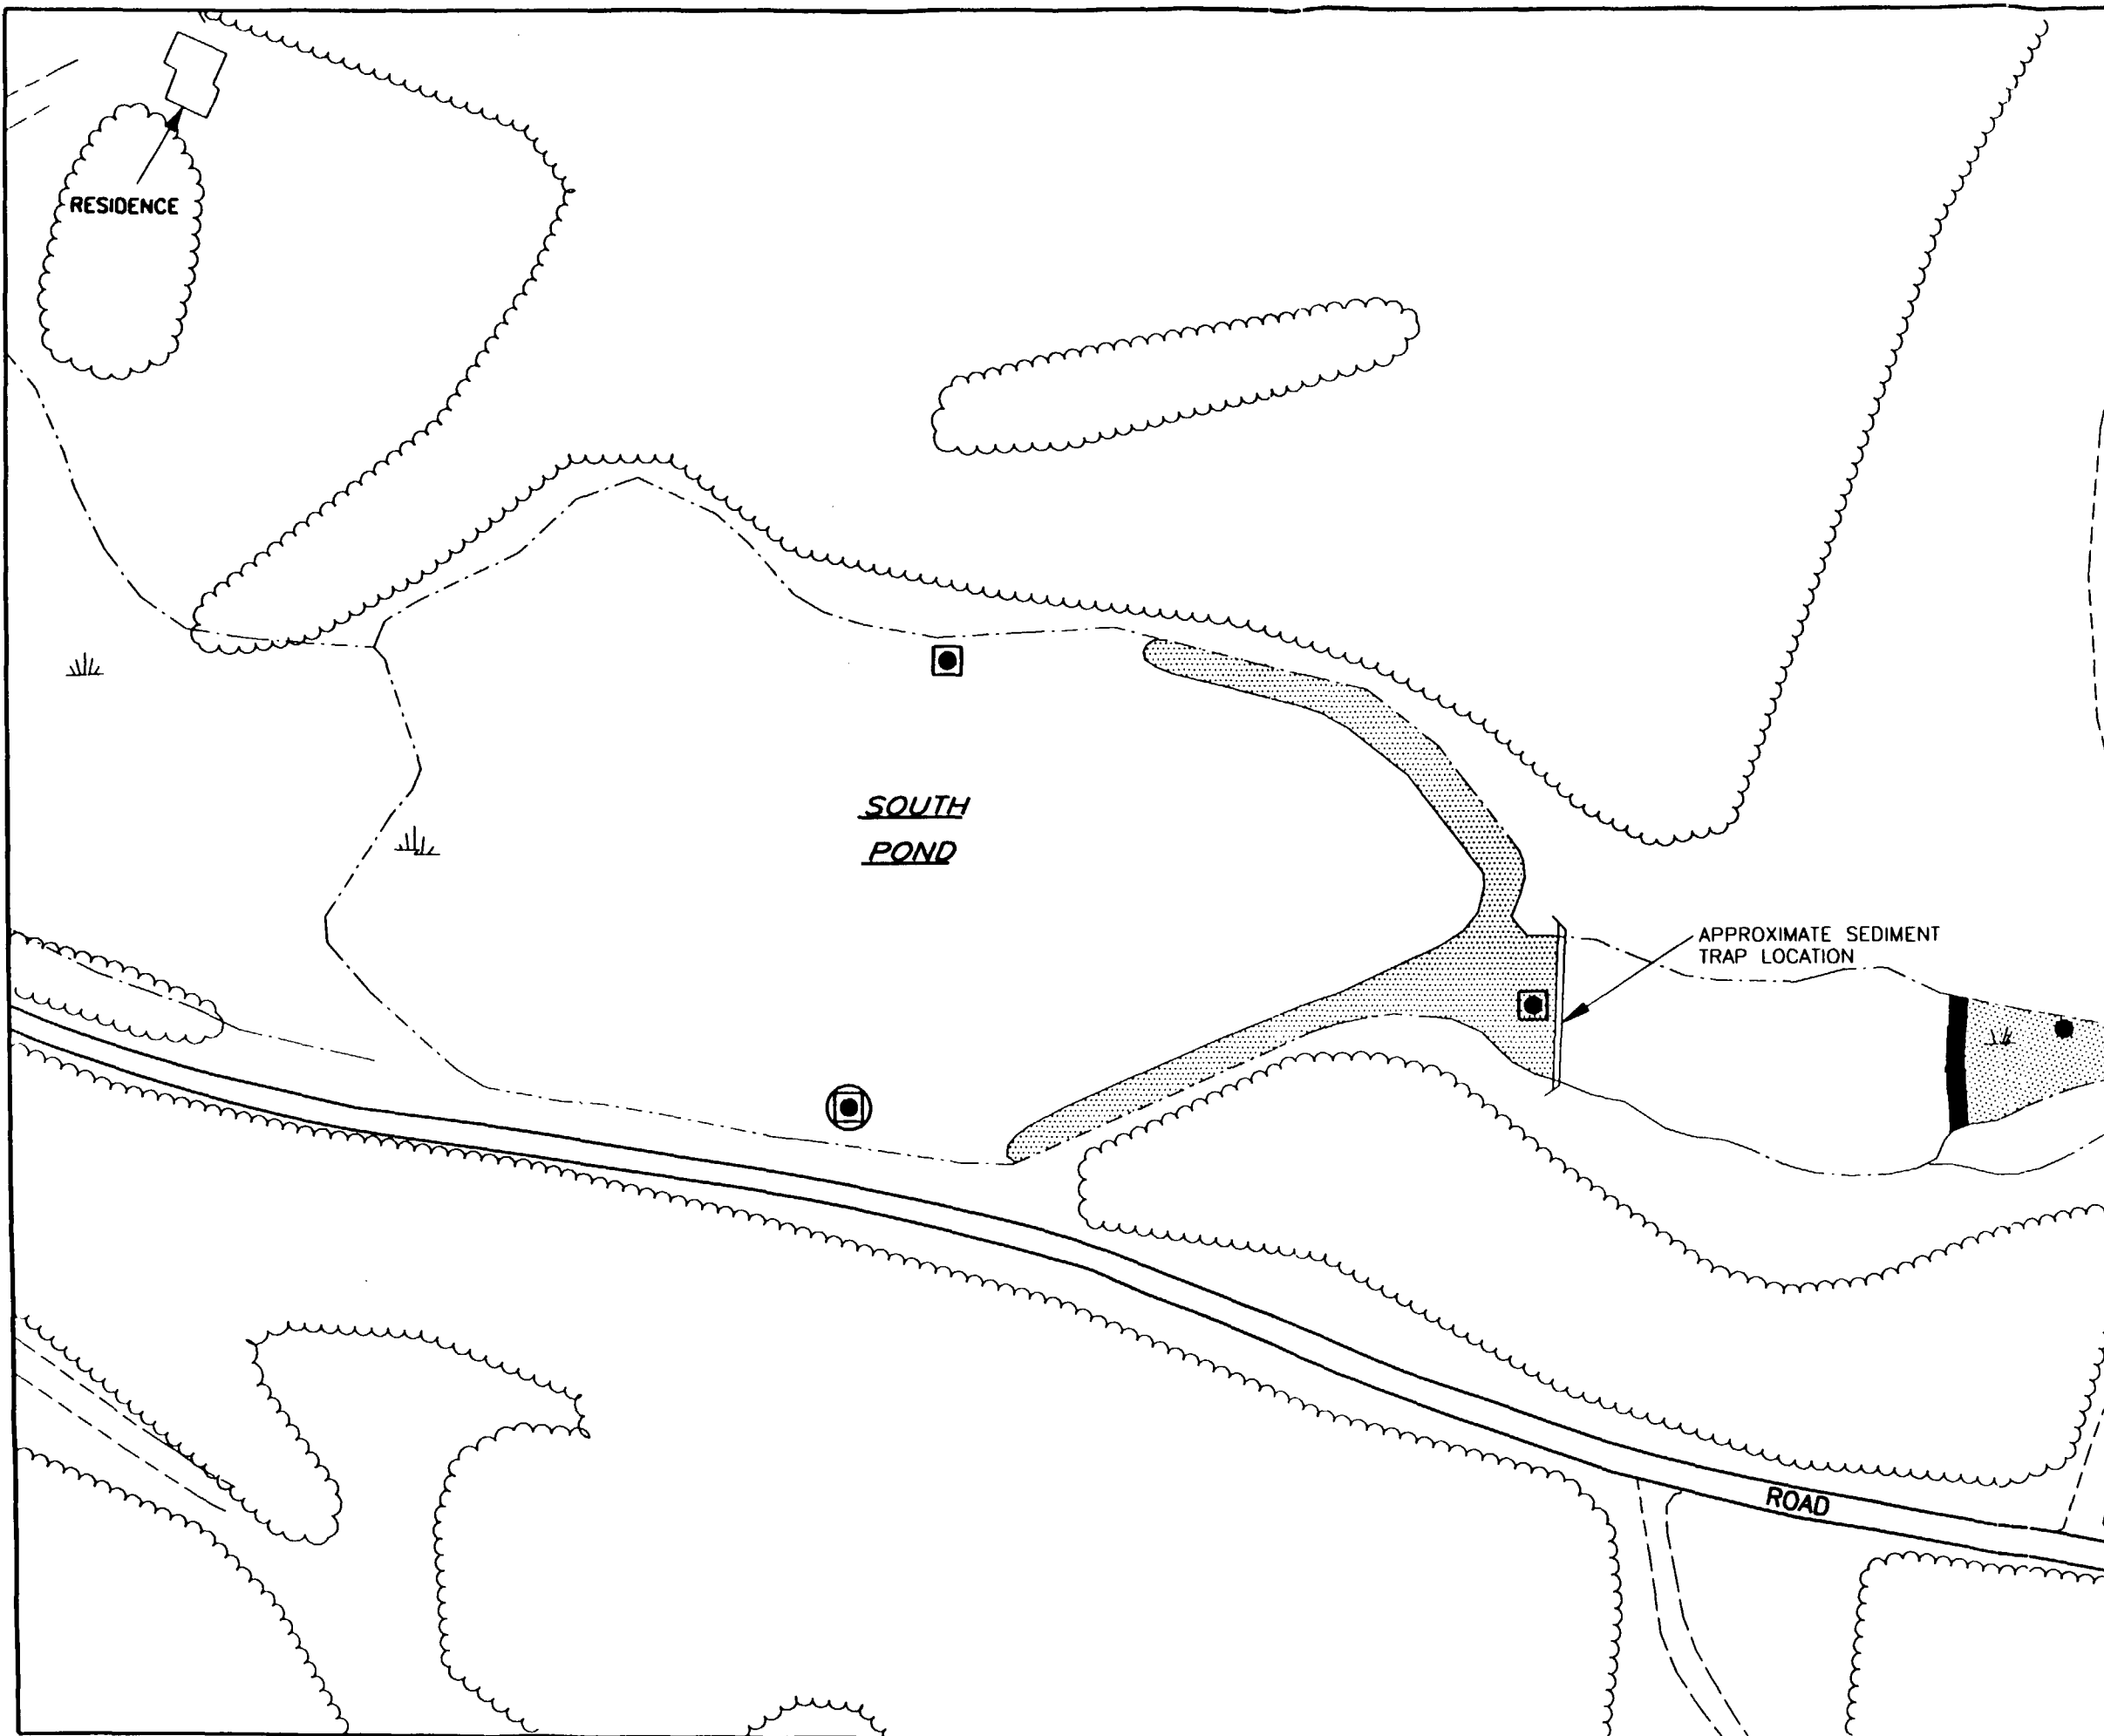 RESIDENCE
SOUTH
POND
APPROXIMATE SEDIMENT
TRAP LOCATION
ROAD